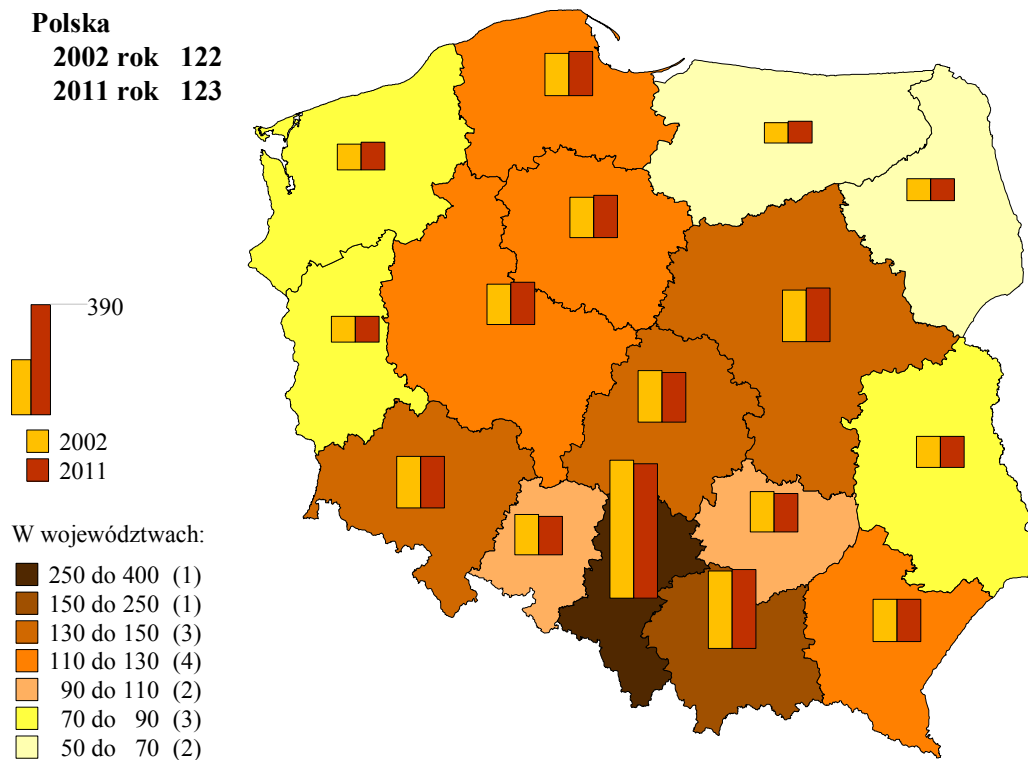 Polska
2002 rok 122
2011 rok 123
390
2002
2011
W województwach:
250 do 400 (1)
150 do 250 (1)
130 do 150 (3)
110 do 130 (4)
90 do 110 (2)
70 do 90 (3)
50 do 70 (2)